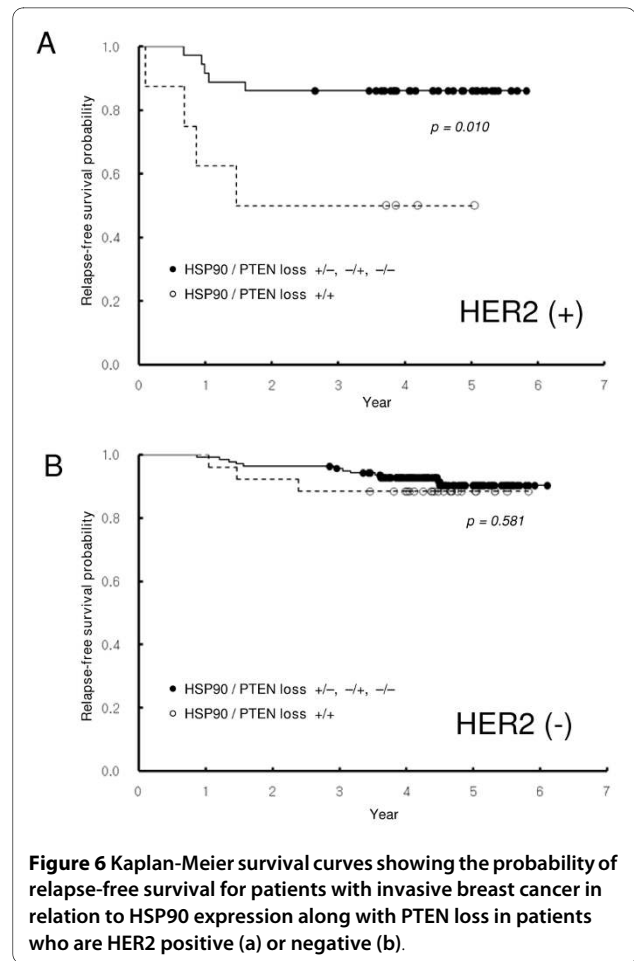 A
Relapse-free survival probability
1.0
0.8
0.6
0.4
0.2
0.0
p = 0.010
● HSP90 / PTEN loss +/−, −/+, −/−
○ HSP90 / PTEN loss +/+
HER2 (+)
0 1 2 3 4 5 6 7
Year
B
Relapse-free survival probability
1.0
0.8
0.6
0.4
0.2
0.0
p = 0.581
● HSP90 / PTEN loss +/−, −/+, −/−
○ HSP90 / PTEN loss +/+
HER2 (-)
0 1 2 3 4 5 6 7
Year
Figure 6 Kaplan-Meier survival curves showing the probability of
relapse-free survival for patients with invasive breast cancer in
relation to HSP90 expression along with PTEN loss in patients
who are HER2 positive (a) or negative (b).